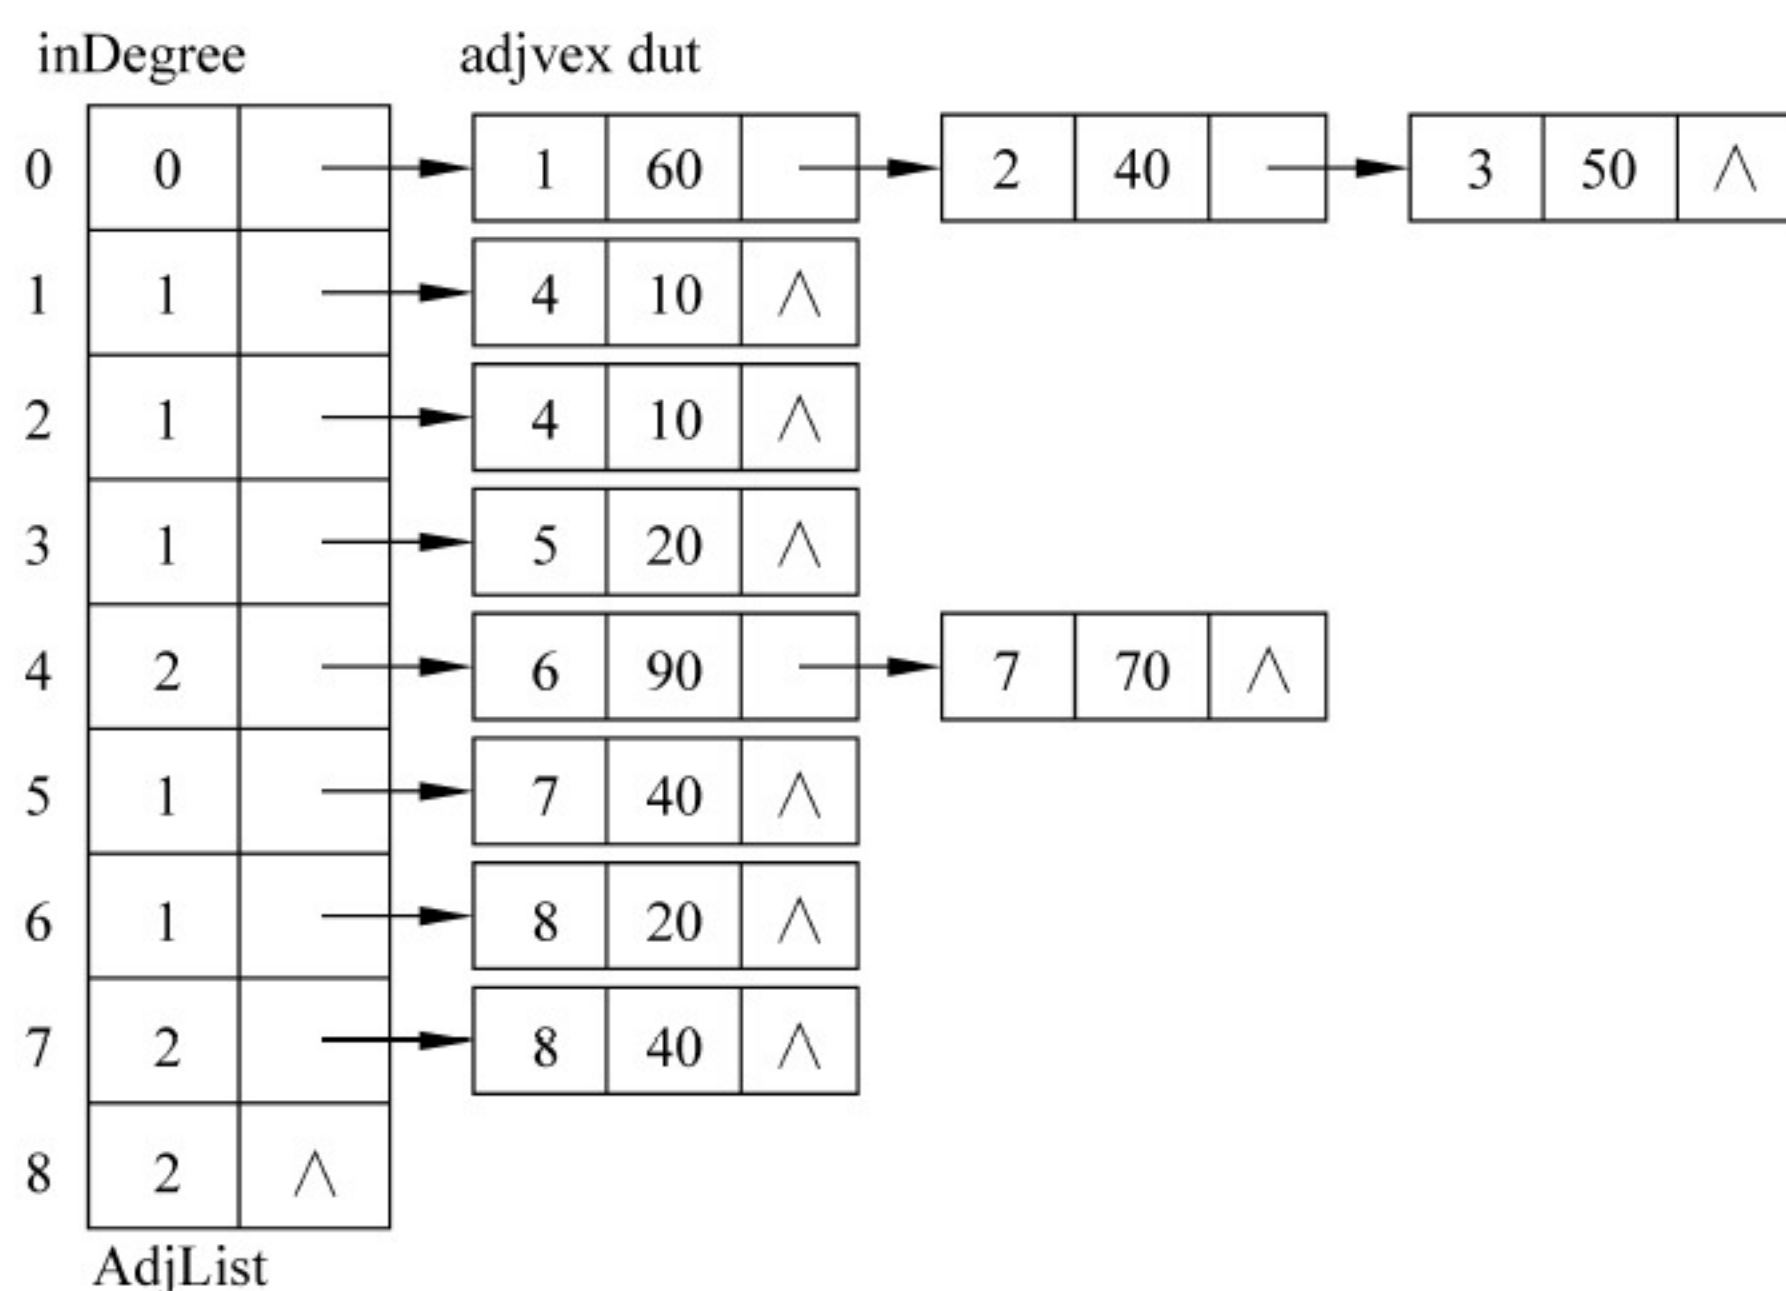 inDegree adjvex dut
0 0 1 60 2 40 3 50 ∧
1 1 4 10 ∧
2 1 4 10 ∧
3 1 5 20 ∧
4 2 6 90 7 70 ∧
5 1 7 40 ∧
6 1 8 20 ∧
7 2 8 40 ∧
8 2 ∧
AdjList